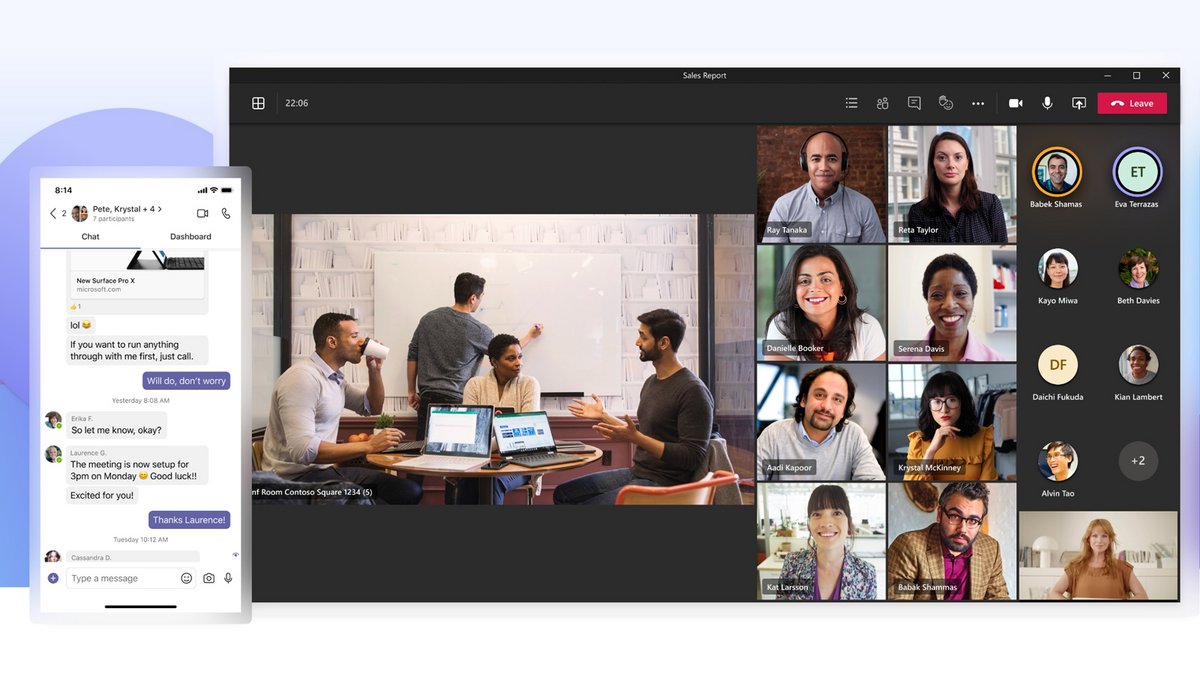 Sales Report
22:06
Leave
8:14
2
Pete, Krystal + 4
7 participants
Chat
Dashboard
New Surface Pro X
microsoft.com
1
lol 😂
If you want to run anything
through with me first, just call.
Will do, don't worry
Yesterday 8:08 AM
Erika F.
So let me know, okay?
Laurence G.
The meeting is now setup for
3pm on Monday 😊 Good luck!!
Excited for you!
Thanks Laurence!
Tuesday 10:12 AM
Cassandra D.
Type a message
nf Room Contoso Square 1234 (5)
Ray Tanaka
Reta Taylor
Danielle Booker
Serena Davis
Aadi Kapoor
Krystal McKinney
Kat Larsson
Babak Shammas
Babek Shamas
ET
Eva Terrazas
Kayo Miwa
Beth Davies
DF
Daichi Fukuda
Kian Lambert
Alvin Tao
+2